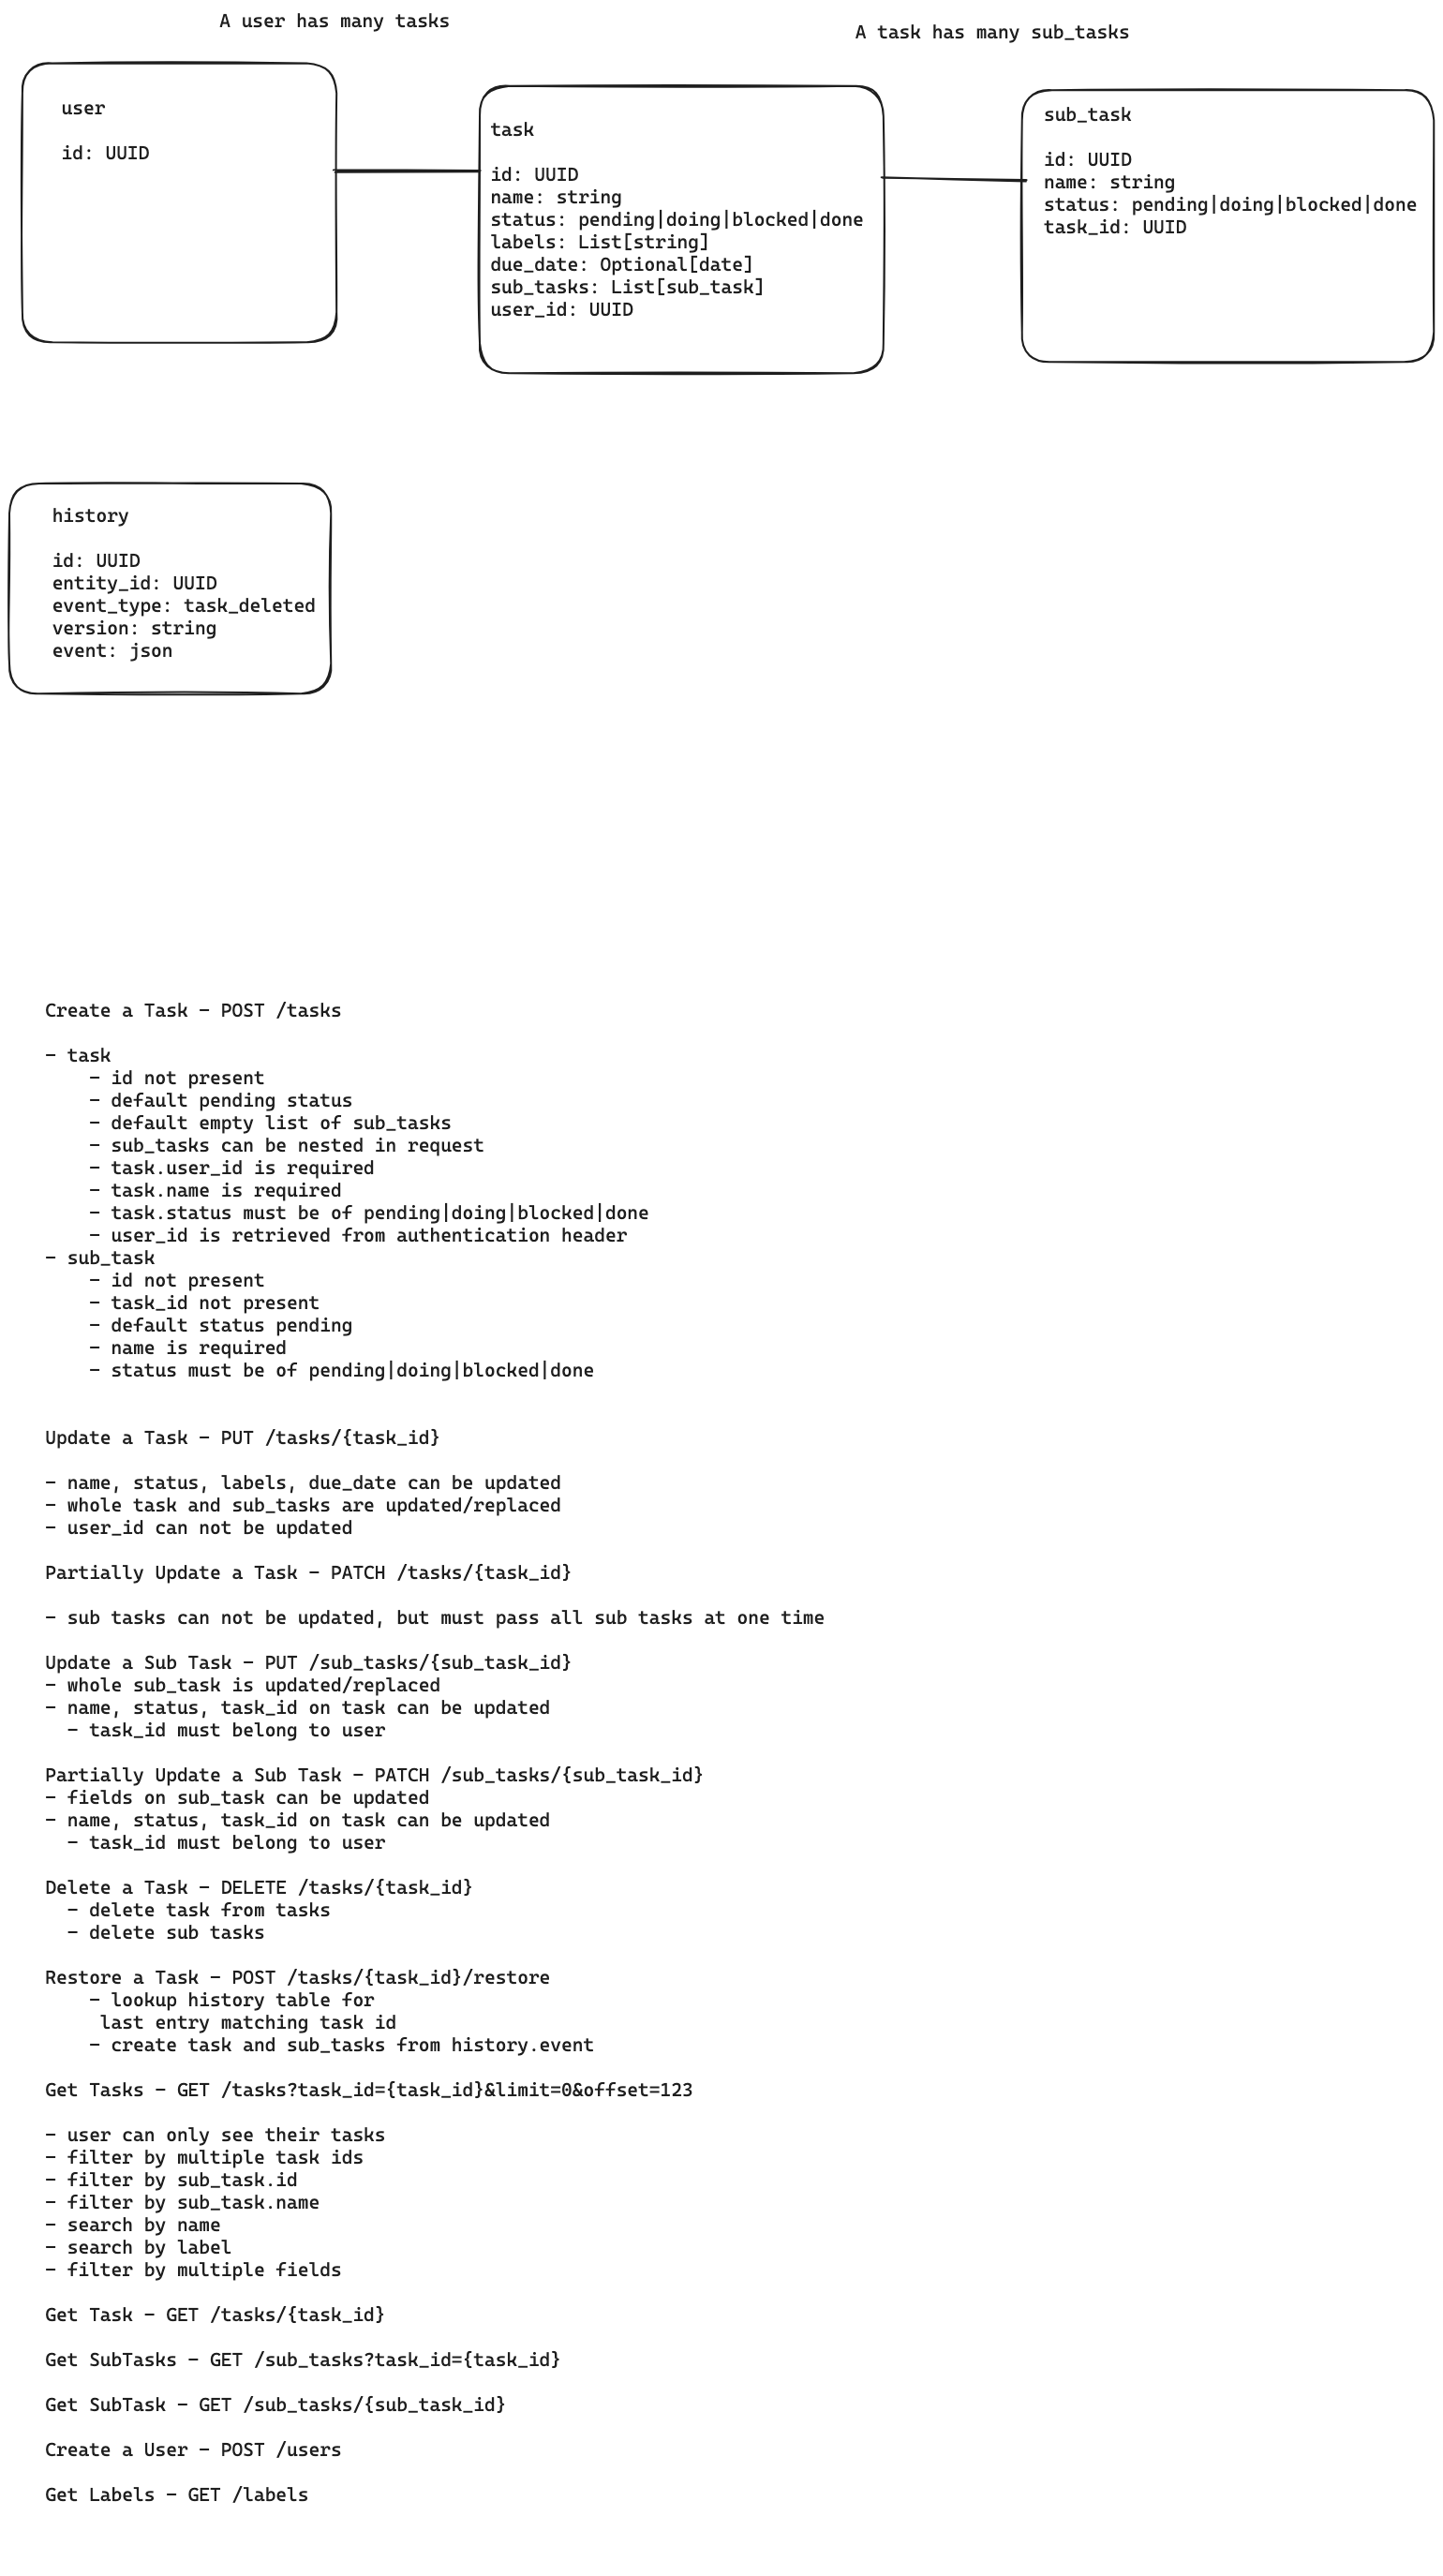 A user has many tasks
A task has many sub_tasks
user
id: UUID
task
id: UUID
name: string
status: pending|doing|blocked|done
labels: List[string]
due_date: Optional[date]
sub_tasks: List[sub_task]
user_id: UUID
sub_task
id: UUID
name: string
status: pending|doing|blocked|done
task_id: UUID
history
id: UUID
entity_id: UUID
event_type: task_deleted
version: string
event: json
Create a Task - POST /tasks
- task
- id not present
- default pending status
- default empty list of sub_tasks
- sub_tasks can be nested in request
- task.user_id is required
- task.name is required
- task.status must be of pending|doing|blocked|done
- user_id is retrieved from authentication header
- sub_task
- id not present
- task_id not present
- default status pending
- name is required
- status must be of pending|doing|blocked|done
Update a Task - PUT /tasks/{task_id}
- name, status, labels, due_date can be updated
- whole task and sub_tasks are updated/replaced
- user_id can not be updated
Partially Update a Task - PATCH /tasks/{task_id}
- sub tasks can not be updated, but must pass all sub tasks at one time
Update a Sub Task - PUT /sub_tasks/{sub_task_id}
- whole sub_task is updated/replaced
- name, status, task_id on task can be updated
- task_id must belong to user
Partially Update a Sub Task - PATCH /sub_tasks/{sub_task_id}
- fields on sub_task can be updated
- name, status, task_id on task can be updated
- task_id must belong to user
Delete a Task - DELETE /tasks/{task_id}
- delete task from tasks
- delete sub tasks
Restore a Task - POST /tasks/{task_id}/restore
- lookup history table for
last entry matching task id
- create task and sub_tasks from history.event
Get Tasks - GET /tasks?task_id={task_id}&limit=0&offset=123
- user can only see their tasks
- filter by multiple task ids
- filter by sub_task.id
- filter by sub_task.name
- search by name
- search by label
- filter by multiple fields
Get Task - GET /tasks/{task_id}
Get SubTasks - GET /sub_tasks?task_id={task_id}
Get SubTask - GET /sub_tasks/{sub_task_id}
Create a User - POST /users
Get Labels - GET /labels